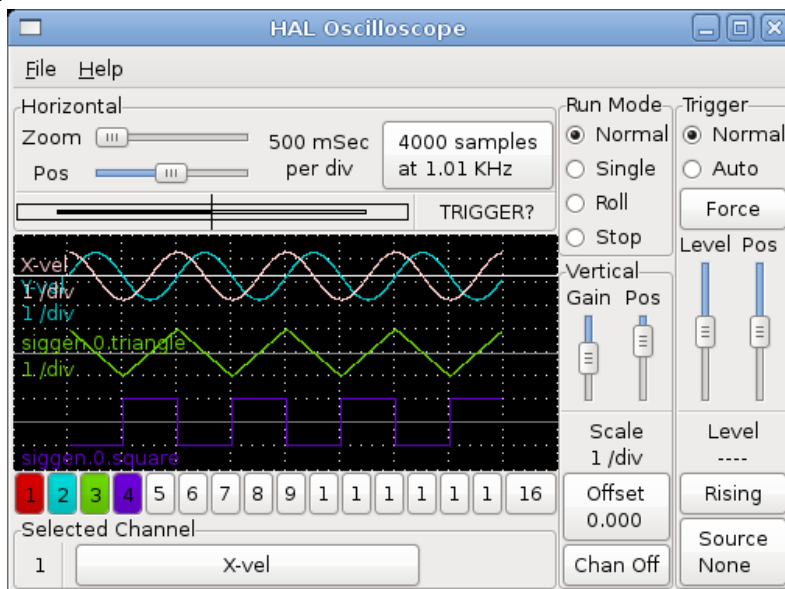 HAL Oscilloscope
File Help
Horizontal
Zoom
Pos
500 mSec
per div
4000 samples
at 1.01 KHz
TRIGGER?
Run Mode
Normal
Single
Roll
Stop
Trigger
Normal
Auto
Force
Level Pos
X-vel
1 /div
Y-vel
1 /div
siggen.0.triangle
1 /div
siggen.0.square
1 2 3 4 5 6 7 8 9 1 1 1 1 1 1 16
Selected Channel
1 X-vel
Vertical
Gain Pos
Scale
1 /div
Offset
0.000
Chan Off
Level
----
Rising
Source
None